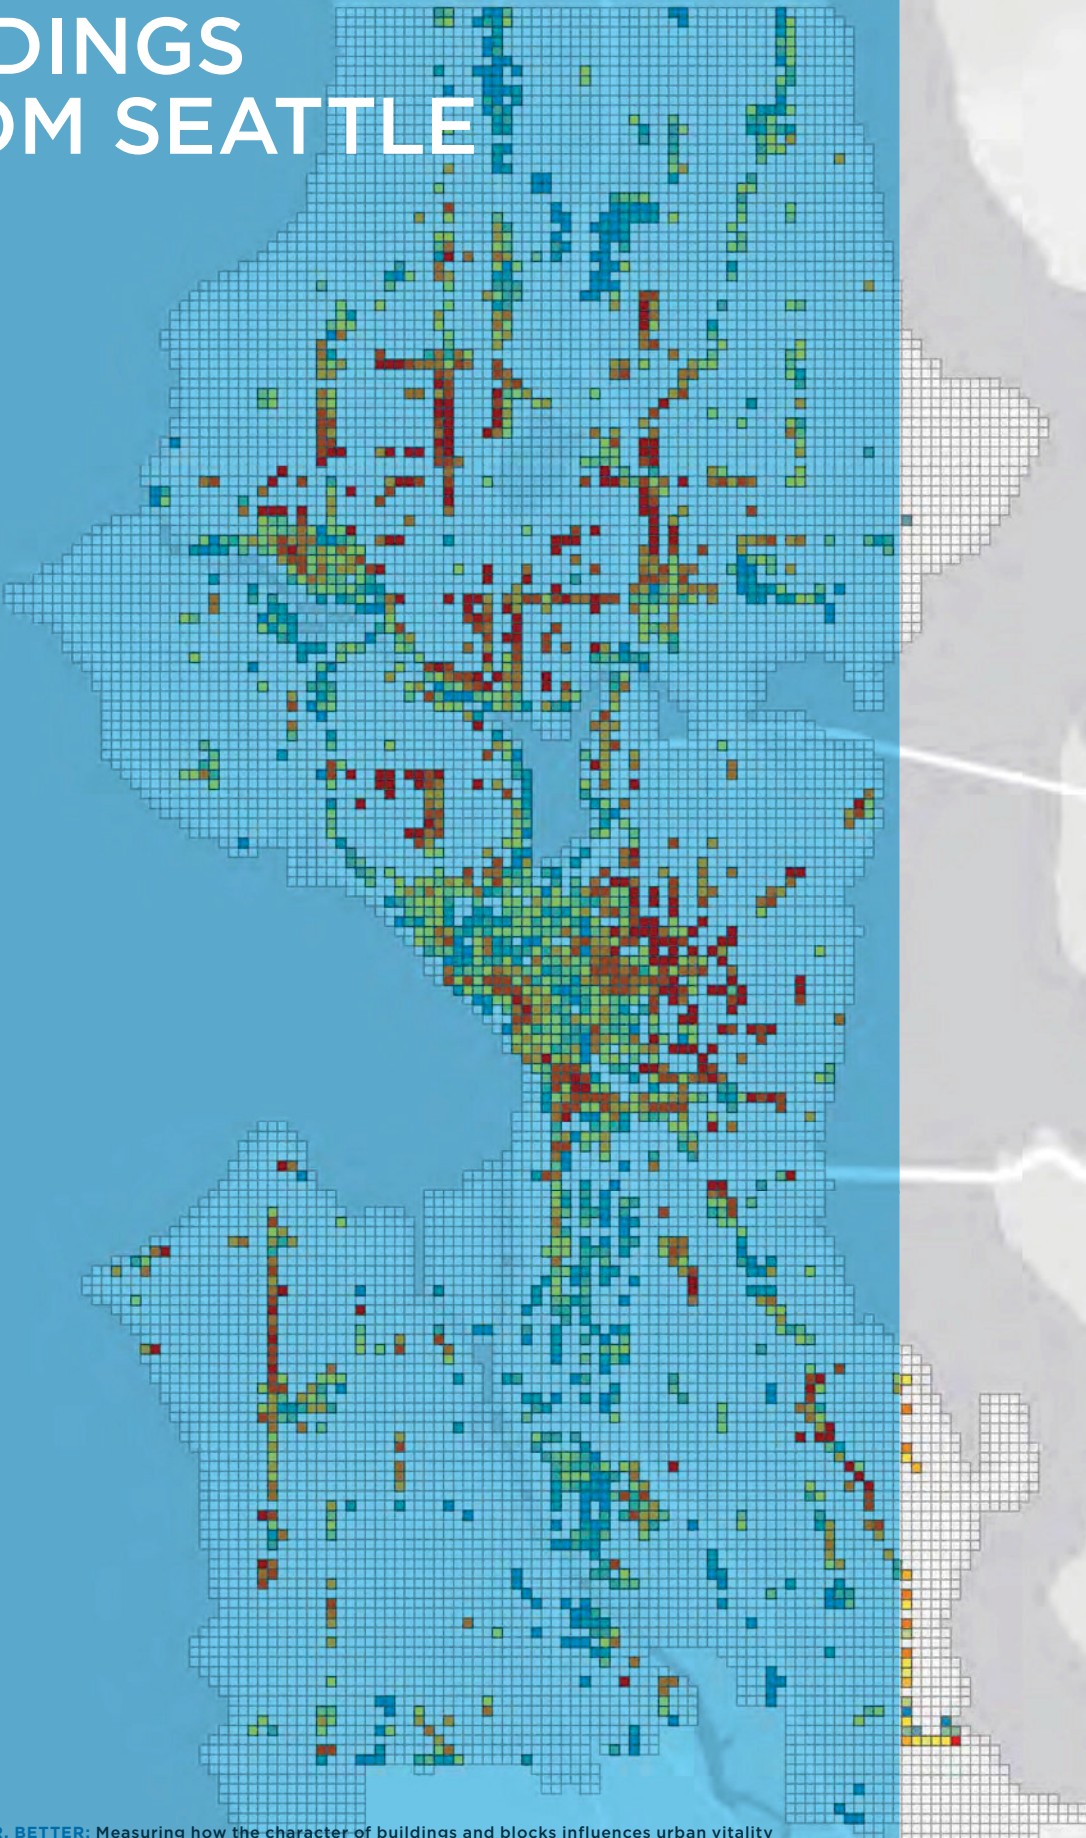 DINGS
OM SEATTLE
R, BETTER: Measuring how the character of buildings and blocks influences urban vitality